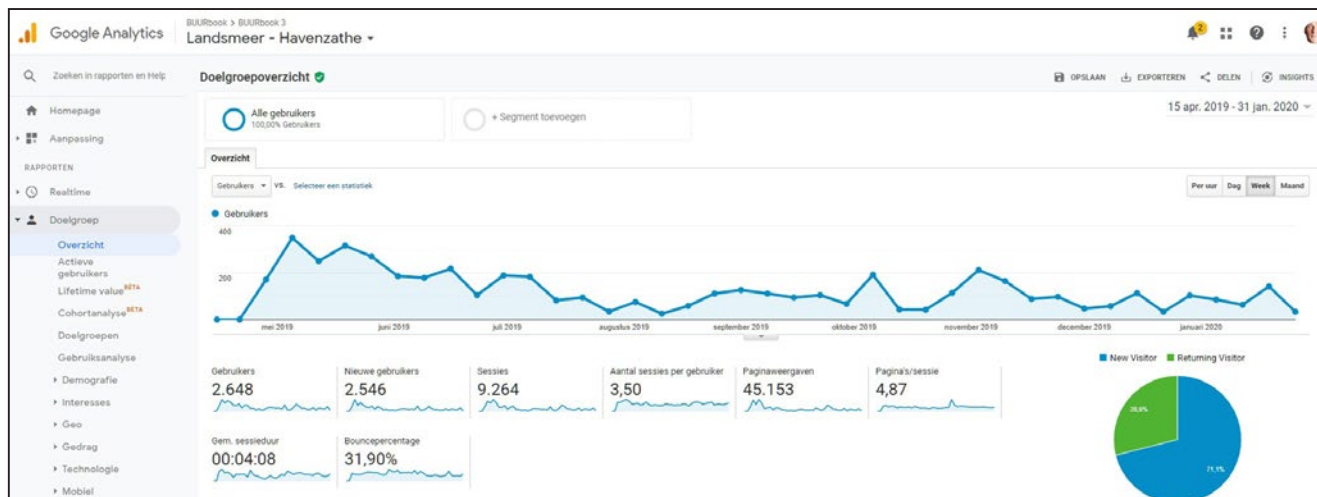 Google Analytics
BUURbook > BUURbook 3
Landsmeer - Havenzathe
2
Zoeken in rapporten en Help
Doelgroepoverzicht
OPSLAAN
EXPORTEREN
DELEN
INSIGHTS
Homepage
Aanpassing
RAPPORTEN
Realtime
Doelgroep
Overzicht
Actieve
gebruikers
Lifetime value BÈTA
Cohortanalyse BÈTA
Doelgroepen
Gebruiksanalyse
Demografie
Interesses
Geo
Gedrag
Technologie
Mobiel
Alle gebruikers
100,00% Gebruikers
+ Segment toevoegen
15 apr. 2019 - 31 jan. 2020
Overzicht
Gebruikers VS. Selecteer een statistiek
Per uur Dag Week Maand
Gebruikers
400
200
mei 2019 juni 2019 juli 2019 augustus 2019 september 2019 oktober 2019 november 2019 december 2019 januari 2020
New Visitor Returning Visitor
Gebruikers
2.648
Nieuwe gebruikers
2.546
Sessies
9.264
Aantal sessies per gebruiker
3,50
Paginaweergaven
45.153
Pagina's/sessie
4,87
Gem. sessieduur
00:04:08
Bouncepercentage
31,90%
71,1%